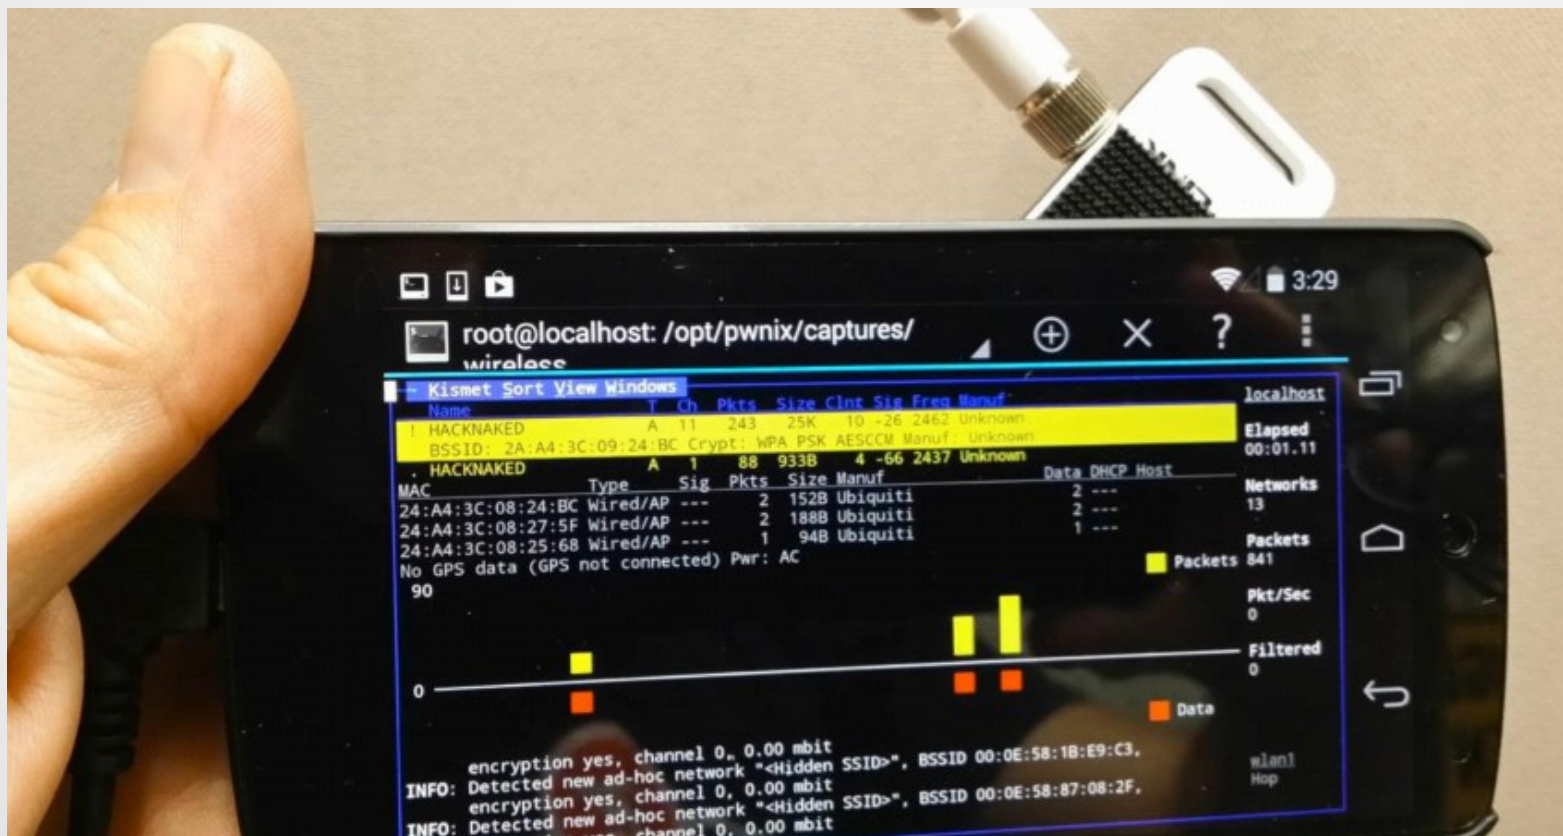 3:29
root@localhost: /opt/pwnix/captures/
wireless
Kismet Sort View Windows
Name T Ch Pkts Size Clnt Sig Freq Manuf
! HACKNAKED A 11 243 25K 10 -26 2462 Unknown
BSSID: 2A:A4:3C:09:24:BC Crypt: WPA PSK AESCCM Manuf: Unknown
. HACKNAKED A 1 88 933B 4 -66 2437 Unknown
MAC Type Sig Pkts Size Manuf Data DHCP Host
24:A4:3C:08:24:BC Wired/AP --- 2 152B Ubiquiti 2 ---
24:A4:3C:08:27:5F Wired/AP --- 2 188B Ubiquiti 2 ---
24:A4:3C:08:25:68 Wired/AP --- 1 94B Ubiquiti 1 ---
No GPS data (GPS not connected) Pwr: AC
90
Packets
0
Data
localhost
Elapsed
00:01.11
Networks
13
Packets
841
Pkt/Sec
0
Filtered
0
wlan1
Hop
encryption yes, channel 0, 0.00 mbit
INFO: Detected new ad-hoc network "<Hidden SSID>", BSSID 00:0E:58:1B:E9:C3,
encryption yes, channel 0, 0.00 mbit
INFO: Detected new ad-hoc network "<Hidden SSID>", BSSID 00:0E:58:87:08:2F,
channel 0, 0.00 mbit